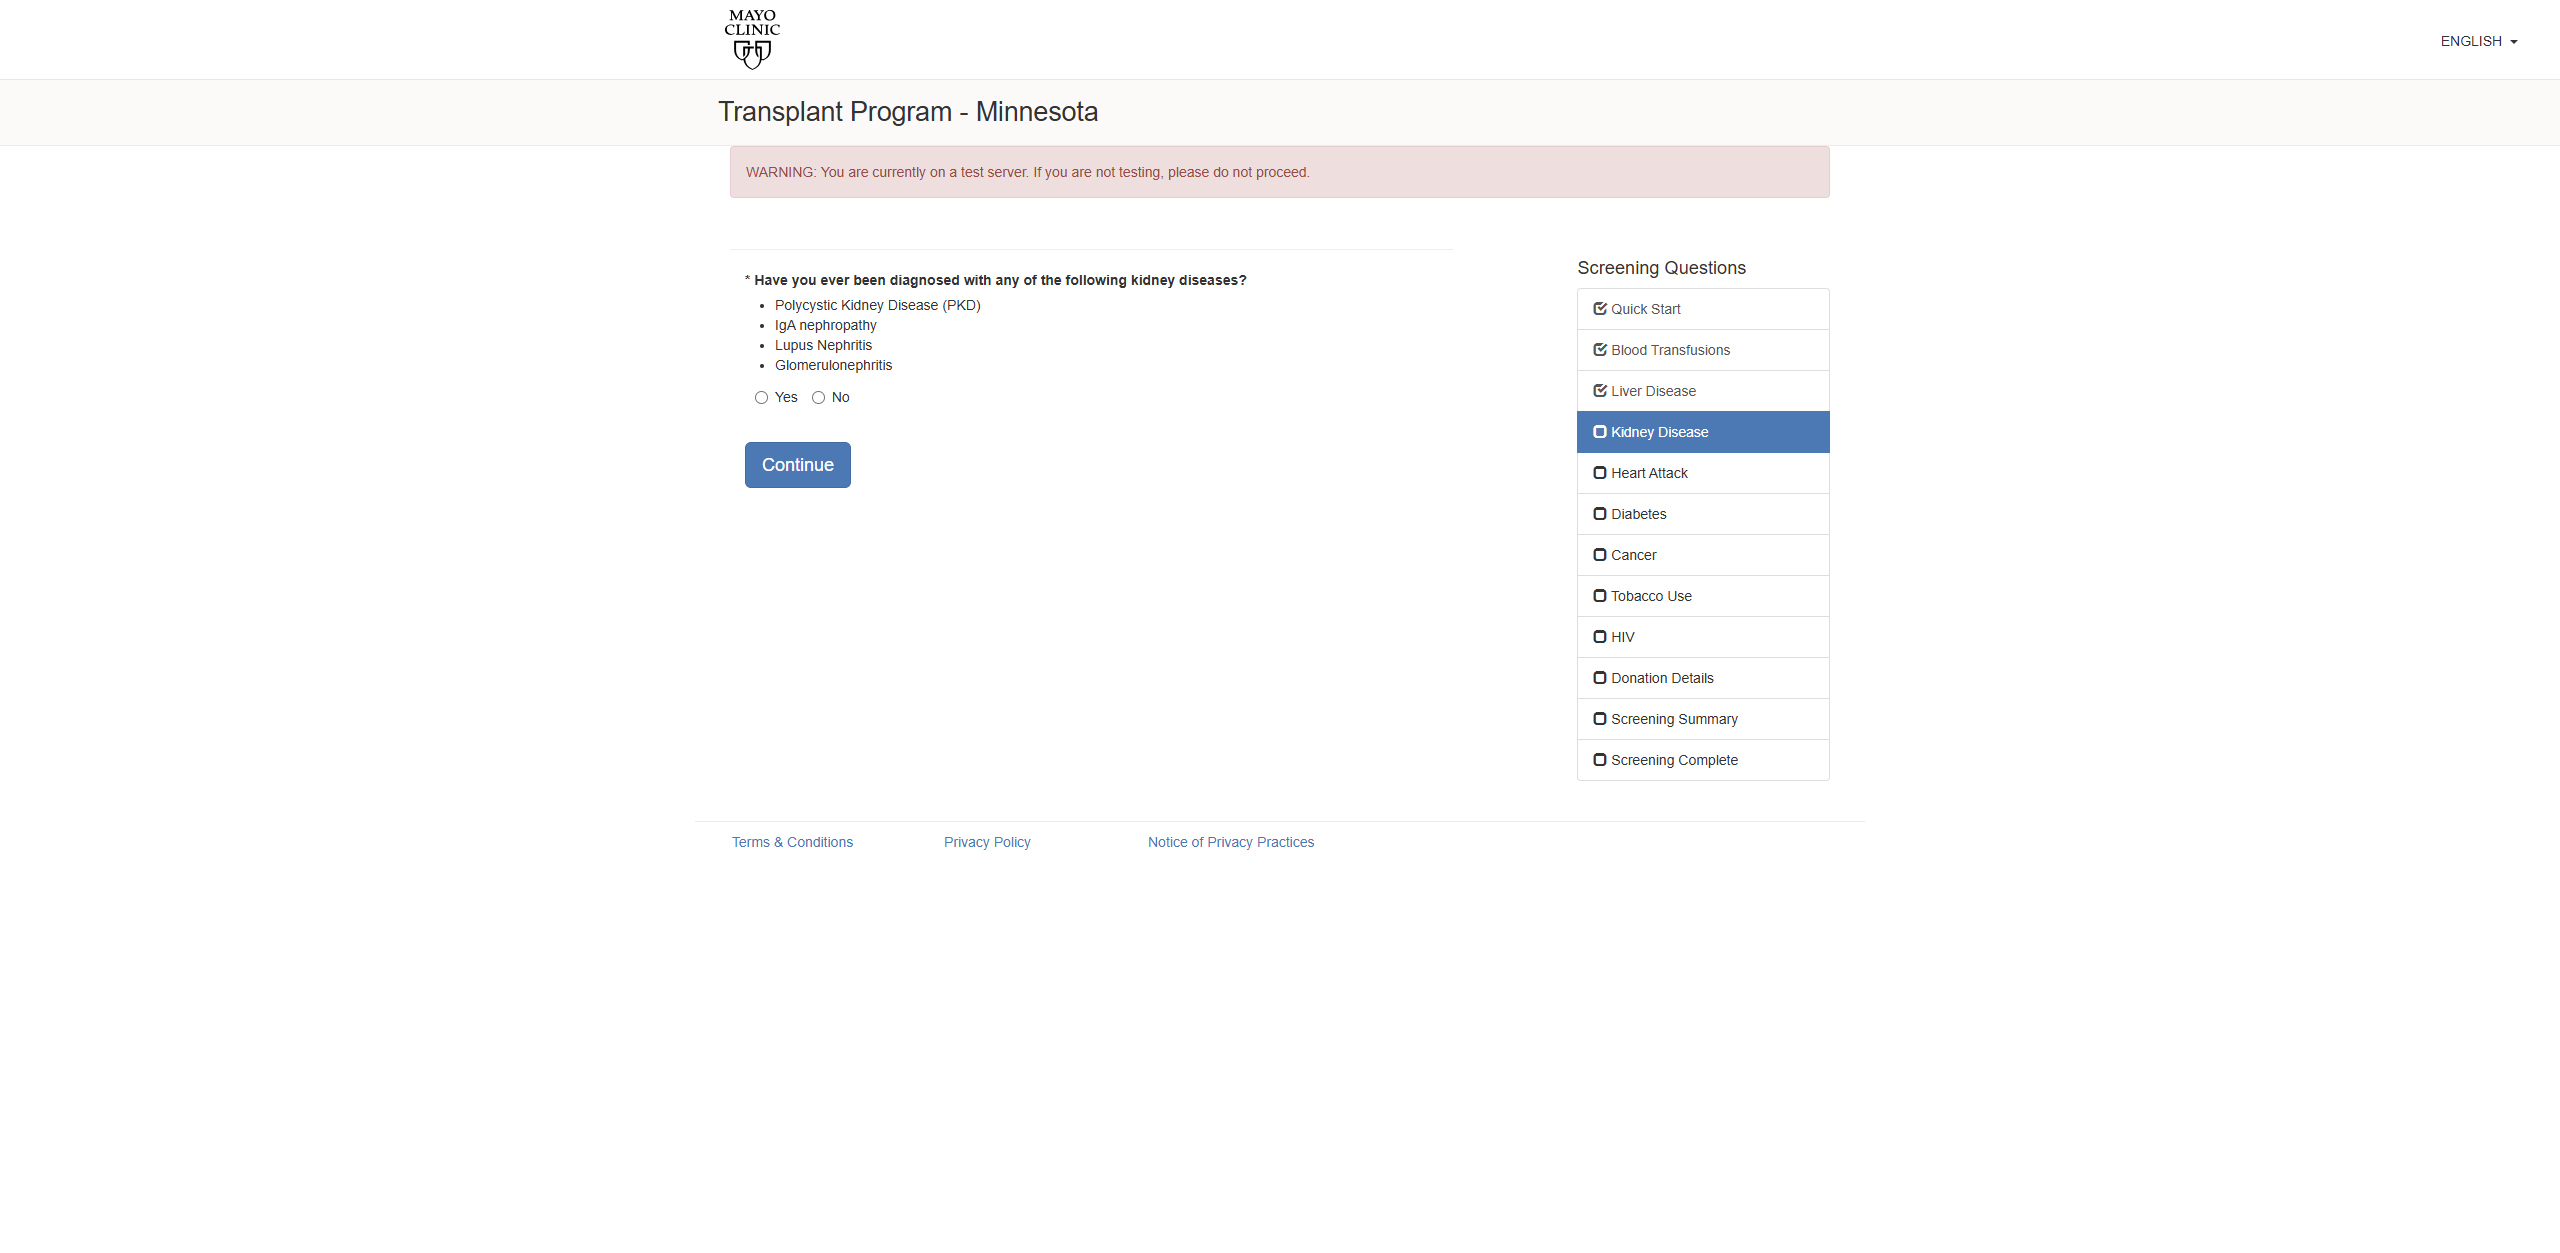 MAYO
CLINIC
ENGLISH
Transplant Program - Minnesota
WARNING: You are currently on a test server. If you are not testing, please do not proceed.
* Have you ever been diagnosed with any of the following kidney diseases?
• Polycystic Kidney Disease (PKD)
• IgA nephropathy
• Lupus Nephritis
• Glomerulonephritis
Yes No
Continue
Screening Questions
Quick Start
Blood Transfusions
Liver Disease
Kidney Disease
Heart Attack
Diabetes
Cancer
Tobacco Use
HIV
Donation Details
Screening Summary
Screening Complete
Terms & Conditions Privacy Policy Notice of Privacy Practices